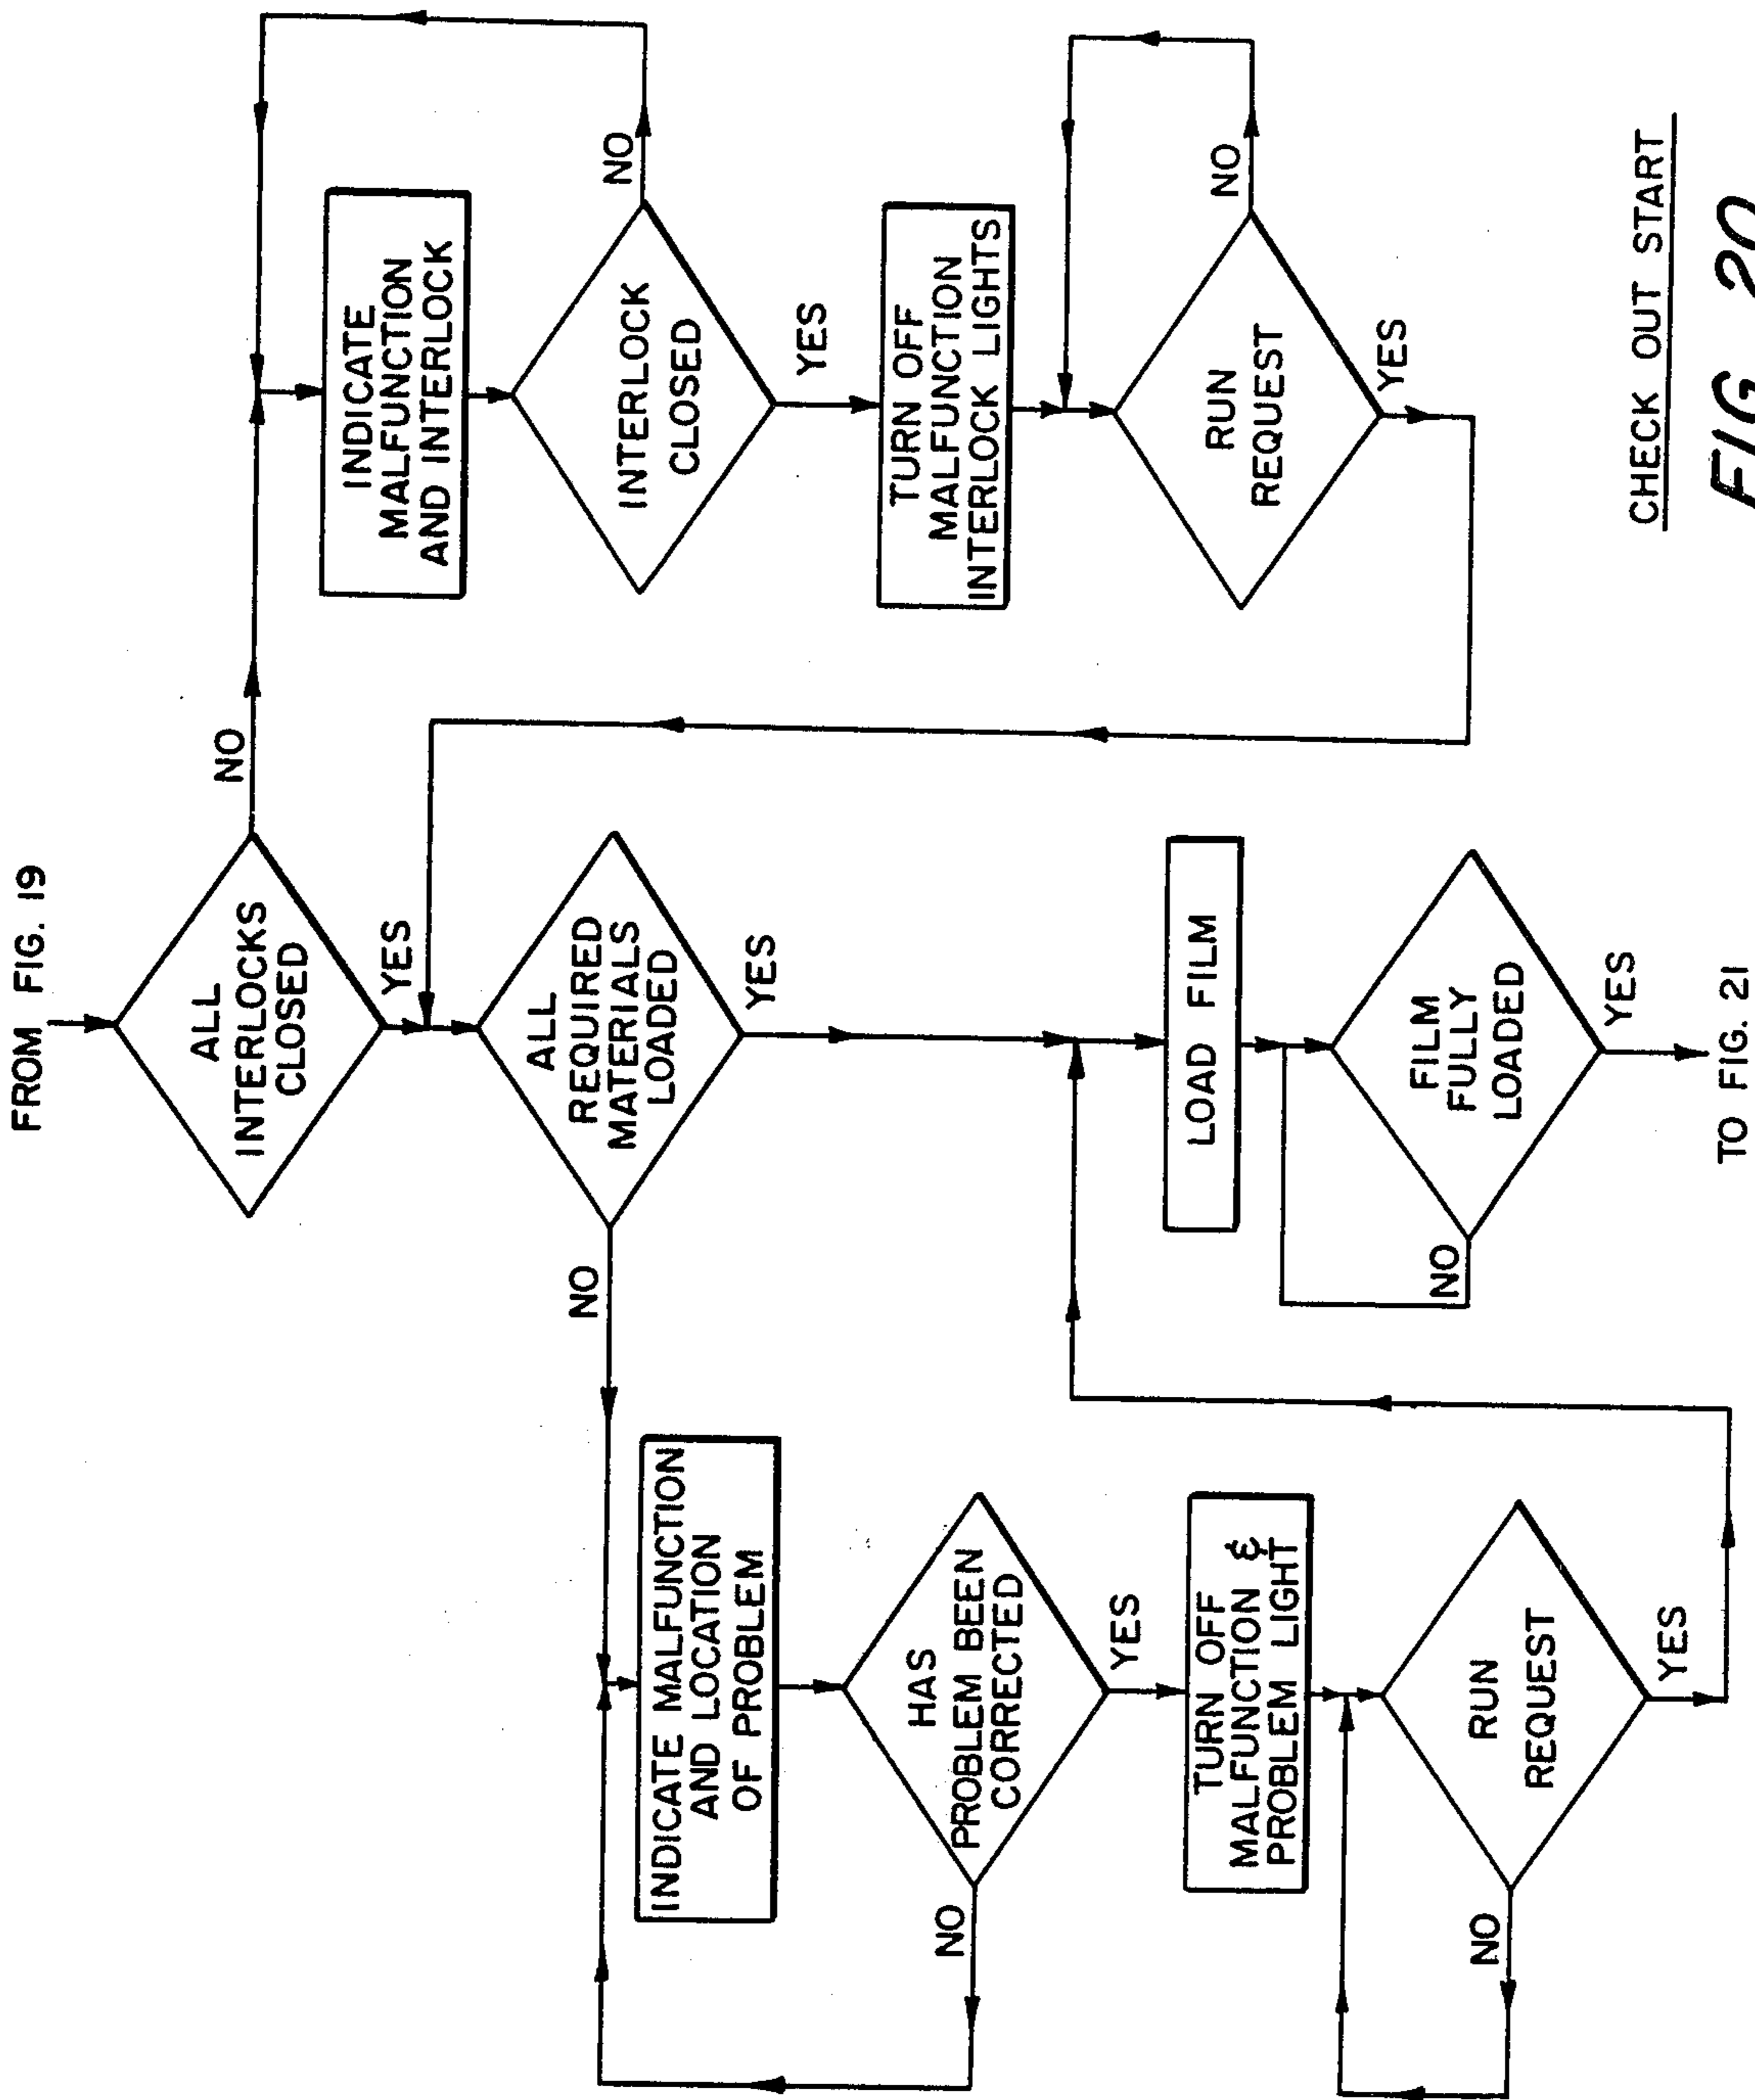 FROM FIG. 19
ALL
INTERLOCKS
CLOSED
NO
YES
INDICATE
MALFUNCTION
AND INTERLOCK
INTERLOCK
CLOSED
NO
YES
TURN OFF
MALFUNCTION
INTERLOCK LIGHTS
RUN
REQUEST
NO
YES
ALL
REQUIRED
MATERIALS
LOADED
NO
YES
INDICATE MALFUNCTION
AND LOCATION
OF PROBLEM
HAS
PROBLEM BEEN
CORRECTED
NO
YES
TURN OFF
MALFUNCTION &
PROBLEM LIGHT
RUN
REQUEST
NO
YES
LOAD FILM
FILM
FULLY
LOADED
NO
YES
TO FIG. 21
CHECK OUT START
FIG 20